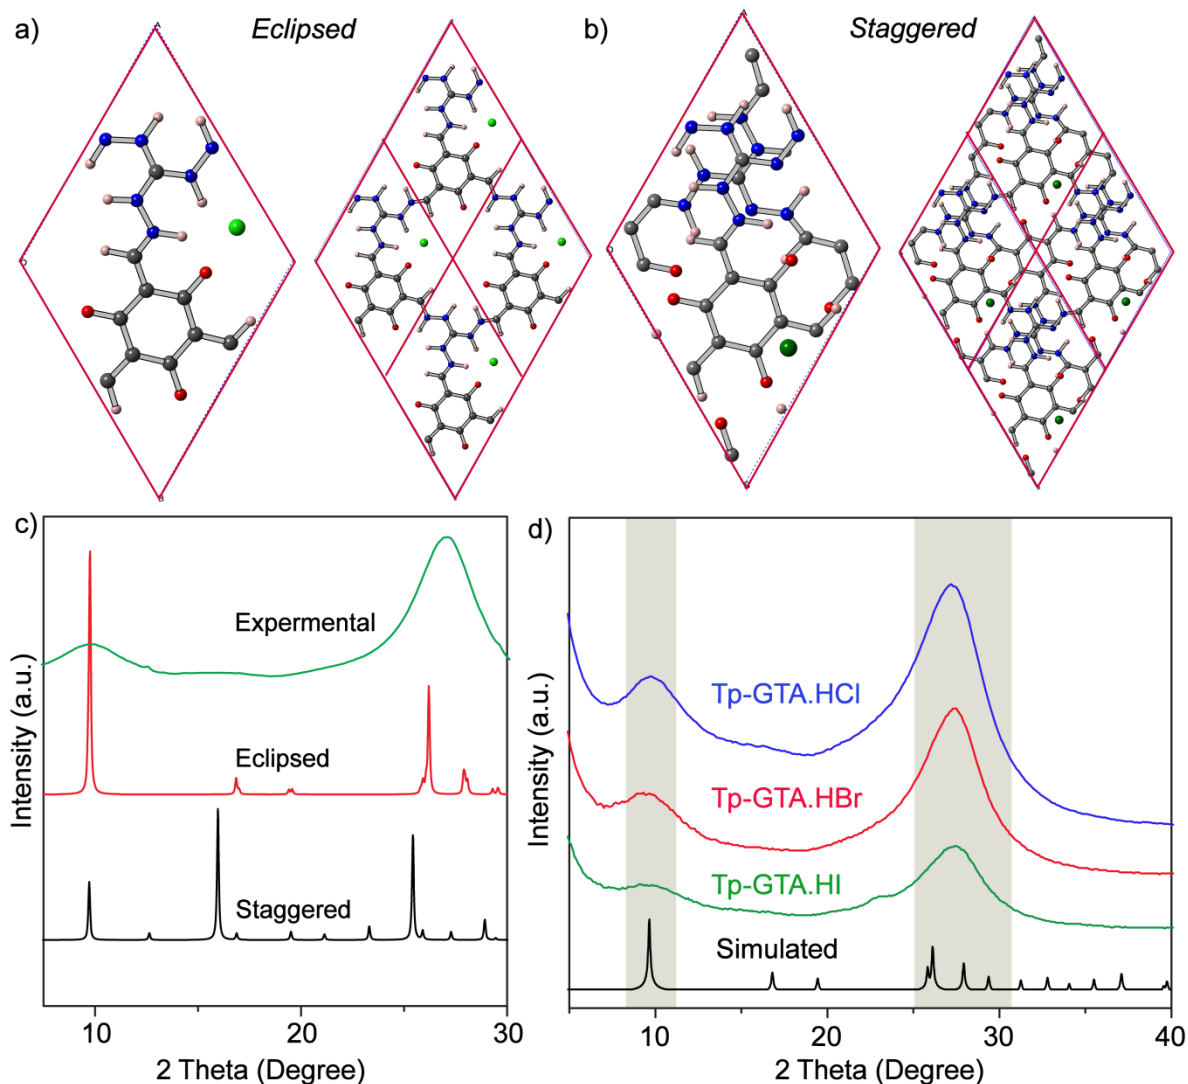 a)
Eclipsed
b)
Staggered
A
A
O
B
c)
Expermental
Eclipsed
Staggered
Intensity (a.u.)
10
20
30
2 Theta (Degree)
d)
Tp-GTA.HCl
Tp-GTA.HBr
Tp-GTA.HI
Simulated
Intensity (a.u.)
10
20
30
40
2 Theta (Degree)